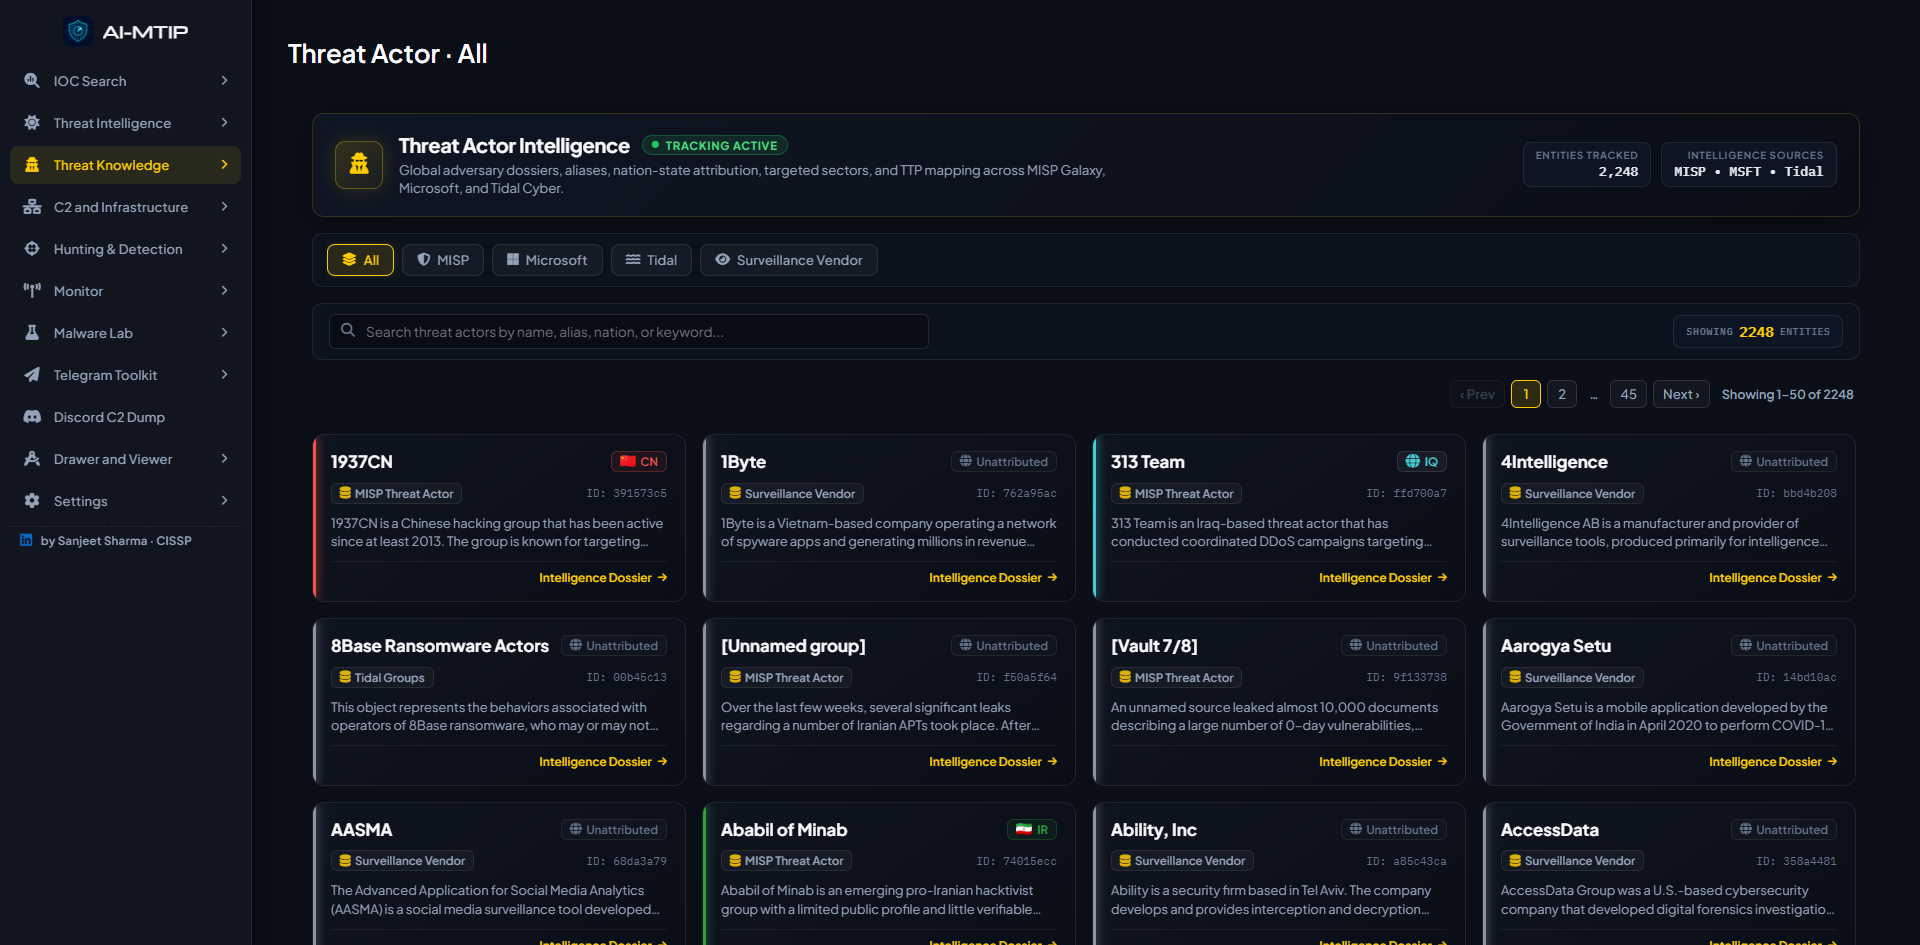 AI-MTIP
IOC Search
Threat Intelligence
Threat Knowledge
C2 and Infrastructure
Hunting & Detection
Monitor
Malware Lab
Telegram Toolkit
Discord C2 Dump
Drawer and Viewer
Settings
by Sanjeet Sharma · CISSP
Threat Actor · All
Threat Actor Intelligence
TRACKING ACTIVE
Global adversary dossiers, aliases, nation-state attribution, targeted sectors, and TTP mapping across MISP Galaxy,
Microsoft, and Tidal Cyber.
ENTITIES TRACKED
2,248
INTELLIGENCE SOURCES
MISP • MSFT • Tidal
All
MISP
Microsoft
Tidal
Surveillance Vendor
Search threat actors by name, alias, nation, or keyword...
SHOWING 2248 ENTITIES
‹ Prev
1
2
...
45
Next ›
Showing 1–50 of 2248
1937CN
CN
MISP Threat Actor
ID: 391573c5
1937CN is a Chinese hacking group that has been active
since at least 2013. The group is known for targeting...
Intelligence Dossier →
1Byte
Unattributed
Surveillance Vendor
ID: 762a95ac
1Byte is a Vietnam-based company operating a network
of spyware apps and generating millions in revenue...
Intelligence Dossier →
313 Team
IQ
MISP Threat Actor
ID: ffd700a7
313 Team is an Iraq-based threat actor that has
conducted coordinated DDoS campaigns targeting...
Intelligence Dossier →
4Intelligence
Unattributed
Surveillance Vendor
ID: bbd4b208
4Intelligence AB is a manufacturer and provider of
surveillance tools, produced primarily for intelligence...
Intelligence Dossier →
8Base Ransomware Actors
Unattributed
Tidal Groups
ID: 00b45c13
This object represents the behaviors associated with
operators of 8Base ransomware, who may or may not...
Intelligence Dossier →
[Unnamed group]
Unattributed
MISP Threat Actor
ID: f50a5f64
Over the last few weeks, several significant leaks
regarding a number of Iranian APTs took place. After...
Intelligence Dossier →
[Vault 7/8]
Unattributed
MISP Threat Actor
ID: 9f133738
An unnamed source leaked almost 10,000 documents
describing a large number of 0-day vulnerabilities,...
Intelligence Dossier →
Aarogya Setu
Unattributed
Surveillance Vendor
ID: 14bd10ac
Aarogya Setu is a mobile application developed by the
Government of India in April 2020 to perform COVID-1...
Intelligence Dossier →
AASMA
Unattributed
Surveillance Vendor
ID: 68da3a79
The Advanced Application for Social Media Analytics
(AASMA) is a social media surveillance tool developed...
Intelligence Dossier →
Ababil of Minab
IR
MISP Threat Actor
ID: 74015ecc
Ababil of Minab is an emerging pro-Iranian hacktivist
group with a limited public profile and little verifiable...
Intelligence Dossier →
Ability, Inc
Unattributed
Surveillance Vendor
ID: a85c43ca
Ability is a security firm based in Tel Aviv. The company
develops and provides interception and decryption...
Intelligence Dossier →
AccessData
Unattributed
Surveillance Vendor
ID: 358a4481
AccessData Group was a U.S.-based cybersecurity
company that developed digital forensics investigatio...
Intelligence Dossier →